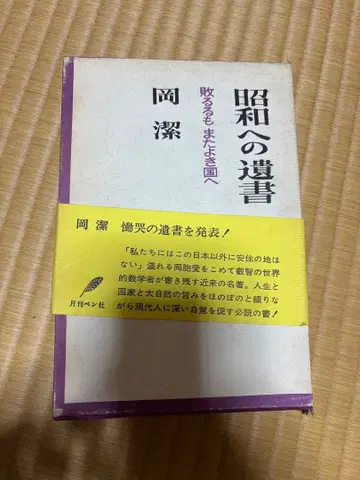 昭和への遺書
敗るるもまたよき国へ
岡潔
岡潔 慟哭の遺書を発表!
「私たちにはこの日本以外に安住の地は
ない」溢れる同胞愛をこめて叡智の世界
的数学者が書き残す近来の名著。人生と
国家と大自然の営みをほのぼのと綴りな
がら現代人に深い自覚を促す必読の書!
月刊ペン社